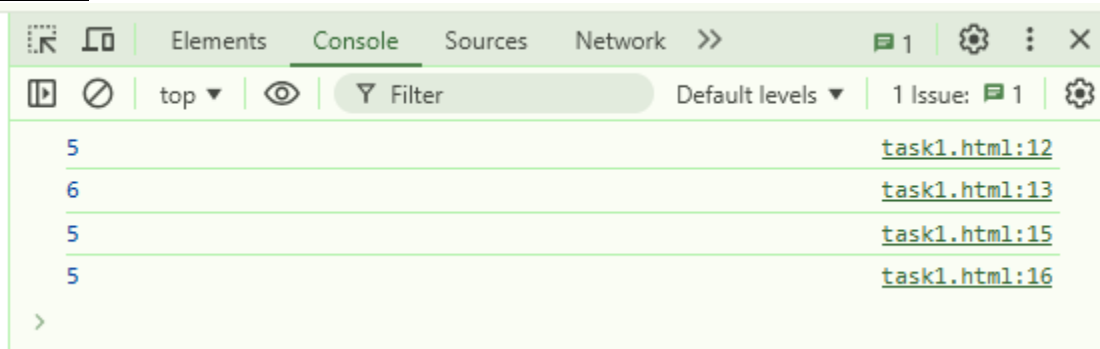 Elements Console Sources Network 1
top Filter Default levels 1 Issue: 1
5 task1.html:12
6 task1.html:13
5 task1.html:15
5 task1.html:16